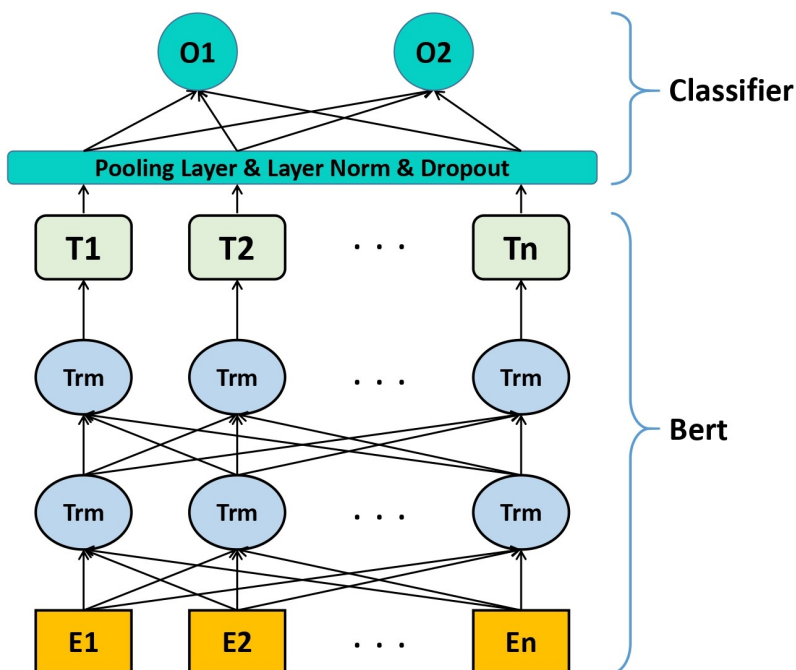 O1 O2
Classifier
Pooling Layer & Layer Norm & Dropout
T1 T2 . . . Tn
Trm Trm . . . Trm
Bert
Trm Trm . . . Trm
E1 E2 . . . En